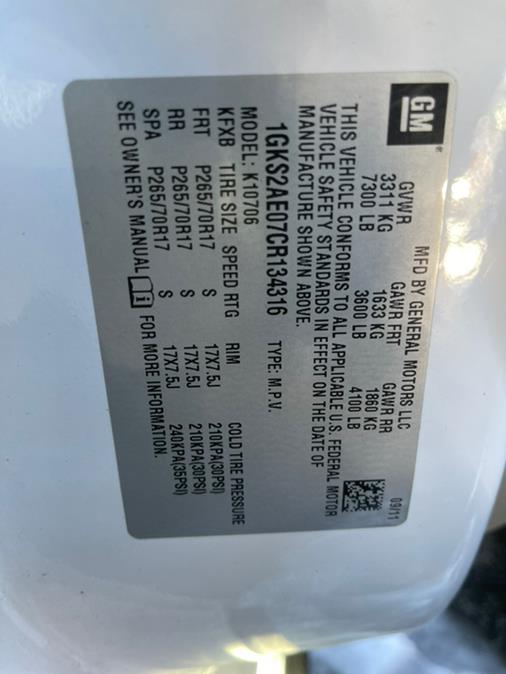 GM
MFD BY GENERAL MOTORS LLC
09/11
GVWR GAWR FRT GAWR RR
3311 KG 1633 KG 1860 KG
7300 LB 3600 LB 4100 LB
THIS VEHICLE CONFORMS TO ALL APPLICABLE U.S. FEDERAL MOTOR
VEHICLE SAFETY STANDARDS IN EFFECT ON THE DATE OF
MANUFACTURE SHOWN ABOVE.
1GKS2AE07CR134316 TYPE: M.P.V.
MODEL: K10706
KFXB TIRE SIZE SPEED RTG RIM COLD TIRE PRESSURE
FRT P265/70R17 S 17X7.5J 210KPA(30PSI)
RR P265/70R17 S 17X7.5J 210KPA(30PSI)
SPA P265/70R17 S 17X7.5J 240KPA(35PSI)
SEE OWNER'S MANUAL FOR MORE INFORMATION.